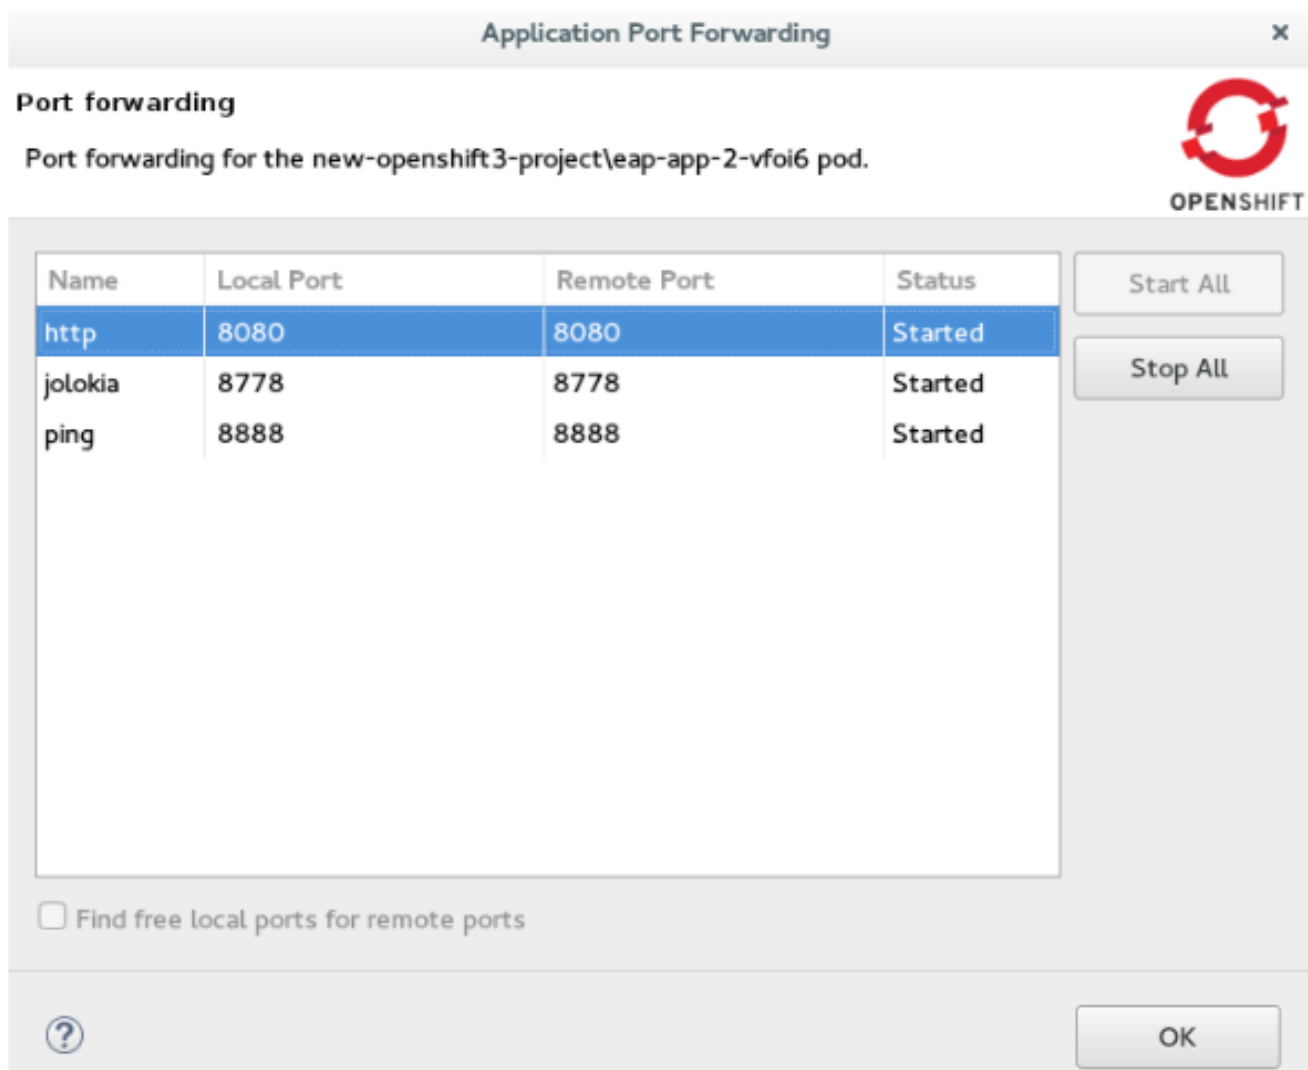 Application Port Forwarding ×
Port forwarding
Port forwarding for the new-openshift3-project\eap-app-2-vfoi6 pod.
OPENSHIFT
Name Local Port Remote Port Status
http 8080 8080 Started
jolokia 8778 8778 Started
ping 8888 8888 Started
Start All
Stop All
Find free local ports for remote ports
?
OK